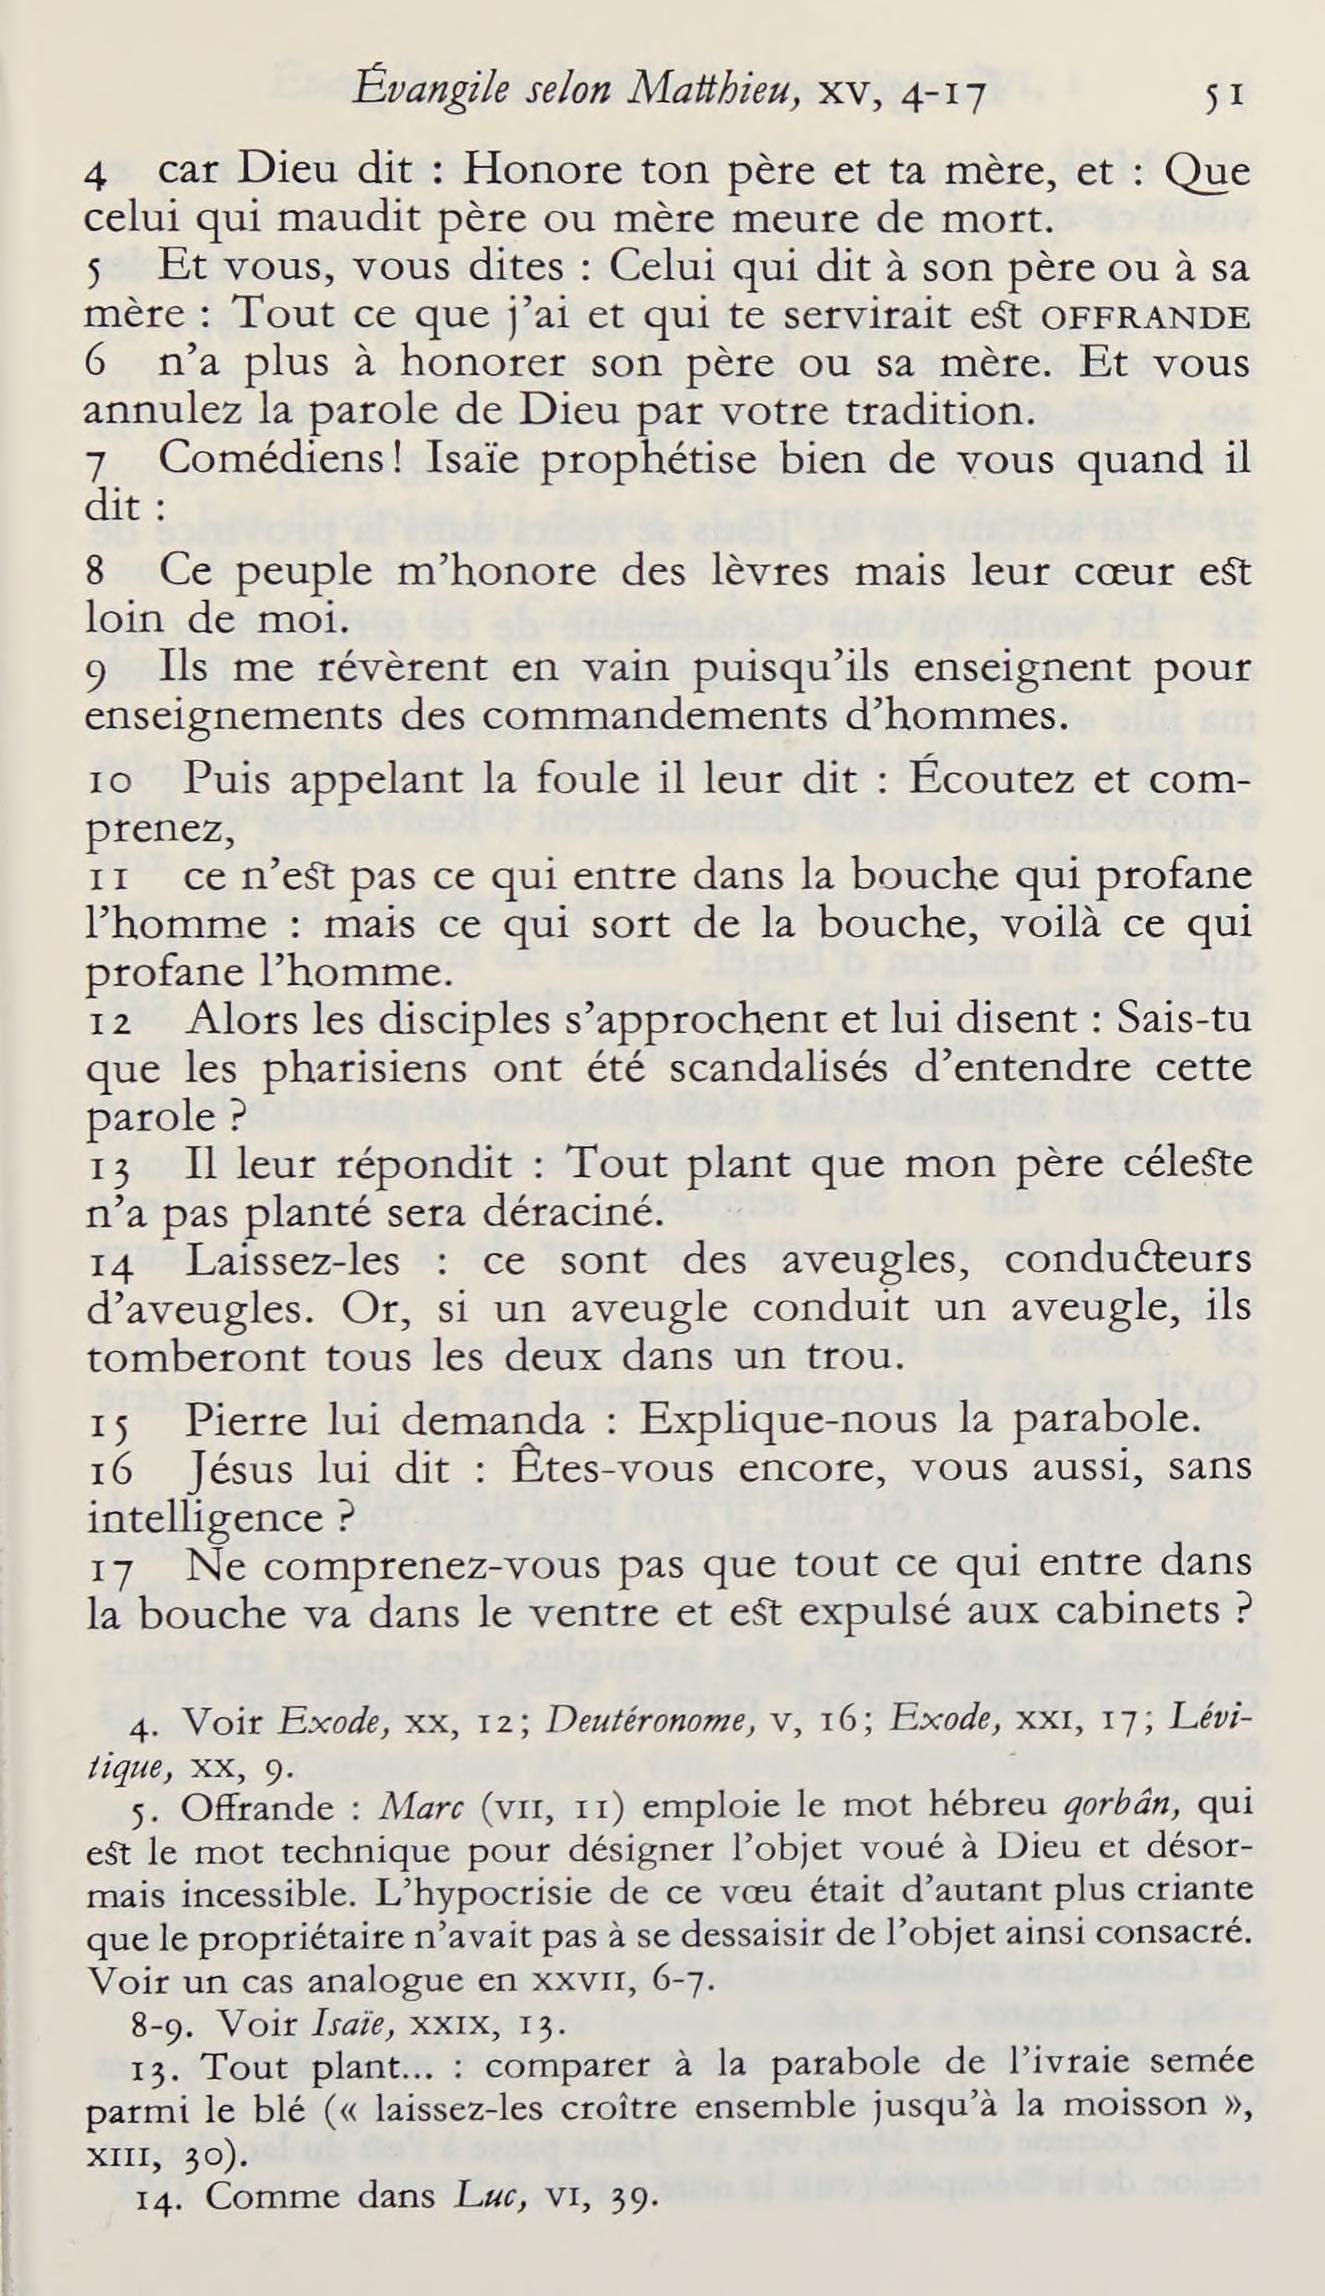 Évangile selon Matthieu, XV, 4-17 51
4 car Dieu dit : Honore ton père et ta mère, et : Que
celui qui maudit père ou mère meure de mort.
5 Et vous, vous dites : Celui qui dit à son père ou à sa
mère : Tout ce que j’ai et qui te servirait est OFFRANDE
6 n’a plus à honorer son père ou sa mère. Et vous
annulez la parole de Dieu par votre tradition.
7 Comédiens! Isaïe prophétise bien de vous quand il
dit :
8 Ce peuple m’honore des lèvres mais leur cœur est
loin de moi.
9 Ils me révèrent en vain puisqu’ils enseignent pour
enseignements des commandements d’hommes.
10 Puis appelant la foule il leur dit : Écoutez et com-
prenez,
11 ce n’est pas ce qui entre dans la bouche qui profane
l’homme : mais ce qui sort de la bouche, voilà ce qui
profane l’homme.
12 Alors les disciples s’approchent et lui disent : Sais-tu
que les pharisiens ont été scandalisés d’entendre cette
parole ?
13 Il leur répondit : Tout plant que mon père céleste
n’a pas planté sera déraciné.
14 Laissez-les : ce sont des aveugles, conducteurs
d’aveugles. Or, si un aveugle conduit un aveugle, ils
tomberont tous les deux dans un trou.
15 Pierre lui demanda : Explique-nous la parabole.
16 Jésus lui dit : Êtes-vous encore, vous aussi, sans
intelligence ?
17 Ne comprenez-vous pas que tout ce qui entre dans
la bouche va dans le ventre et est expulsé aux cabinets ?
4. Voir Exode, XX, 12; Deutéronome, V, 16; Exode, XXI, 17; Lévi-
tique, XX, 9.
5. Offrande : Marc (VII, 11) emploie le mot hébreu qorbân, qui
est le mot technique pour désigner l’objet voué à Dieu et désor-
mais incessible. L’hypocrisie de ce vœu était d’autant plus criante
que le propriétaire n’avait pas à se dessaisir de l’objet ainsi consacré.
Voir un cas analogue en XXVII, 6-7.
8-9. Voir Isaïe, XXIX, 13.
13. Tout plant... : comparer à la parabole de l’ivraie semée
parmi le blé (« laissez-les croître ensemble jusqu’à la moisson »,
XIII, 30).
14. Comme dans Luc, VI, 39.